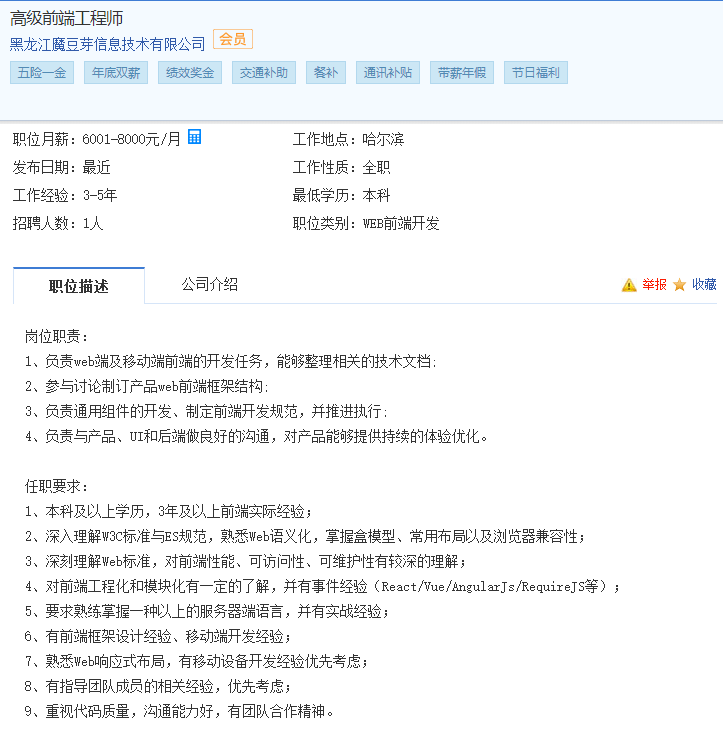 高级前端工程师
黑龙江魔豆芽信息技术有限公司 会员
五险一金 年底双薪 绩效奖金 交通补助 餐补 通讯补贴 带薪年假 节日福利
职位月薪：6001-8000元/月 工作地点：哈尔滨
发布日期：最近 工作性质：全职
工作经验：3-5年 最低学历：本科
招聘人数：1人 职位类别：WEB前端开发
职位描述 公司介绍 举报 收藏
岗位职责：
1、负责web端及移动端前端的开发任务，能够整理相关的技术文档；
2、参与讨论制订产品web前端框架结构；
3、负责通用组件的开发、制定前端开发规范，并推进执行；
4、负责与产品、UI和后端做良好的沟通，对产品能够提供持续的体验优化。
任职要求：
1、本科及以上学历，3年及以上前端实际经验；
2、深入理解W3C标准与ES规范，熟悉Web语义化，掌握盒模型、常用布局以及浏览器兼容性；
3、深刻理解Web标准，对前端性能、可访问性、可维护性有较深的理解；
4、对前端工程化和模块化有一定的了解，并有事件经验（React/Vue/AngularJs/RequireJS等）；
5、要求熟练掌握一种以上的服务器端语言，并有实战经验；
6、有前端框架设计经验、移动端开发经验；
7、熟悉Web响应式布局，有移动设备开发经验优先考虑；
8、有指导团队成员的相关经验，优先考虑；
9、重视代码质量，沟通能力好，有团队合作精神。